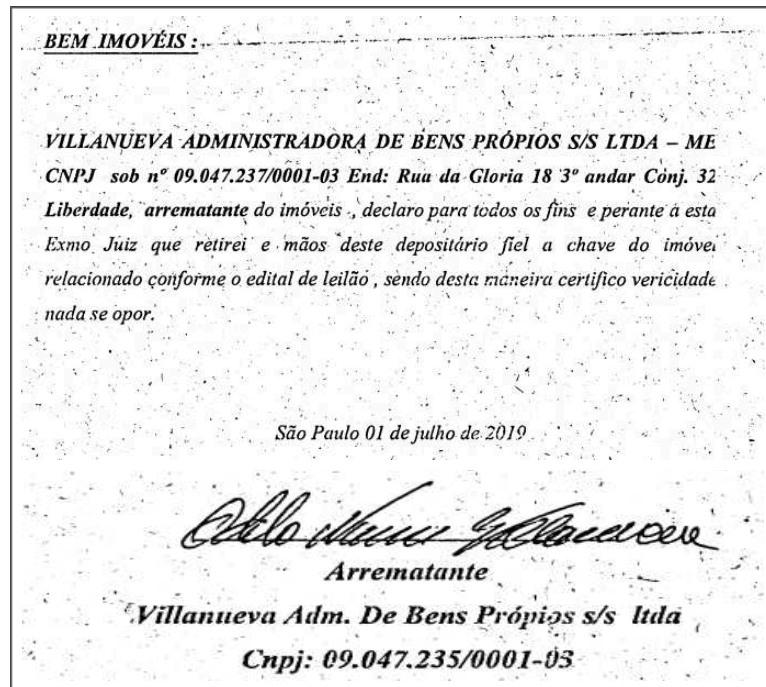 BEM IMOVÉIS :
VILLANUEVA ADMINISTRADORA DE BENS PRÓPIOS S/S LTDA – ME
CNPJ sob nº 09.047.237/0001-03 End: Rua da Gloria 18 3º andar Conj. 32
Liberdade, arrematante do imóveis , declaro para todos os fins e perante a esta
Exmo Juiz que retirei e mãos deste depositário fiel a chave do imóvel
relacionado conforme o edital de leilão , sendo desta maneira certifico vericidade
nada se opor.
São Paulo 01 de julho de 2019
Arrematante
Villanueva Adm. De Bens Própios s/s ltda
Cnpj: 09.047.235/0001-03